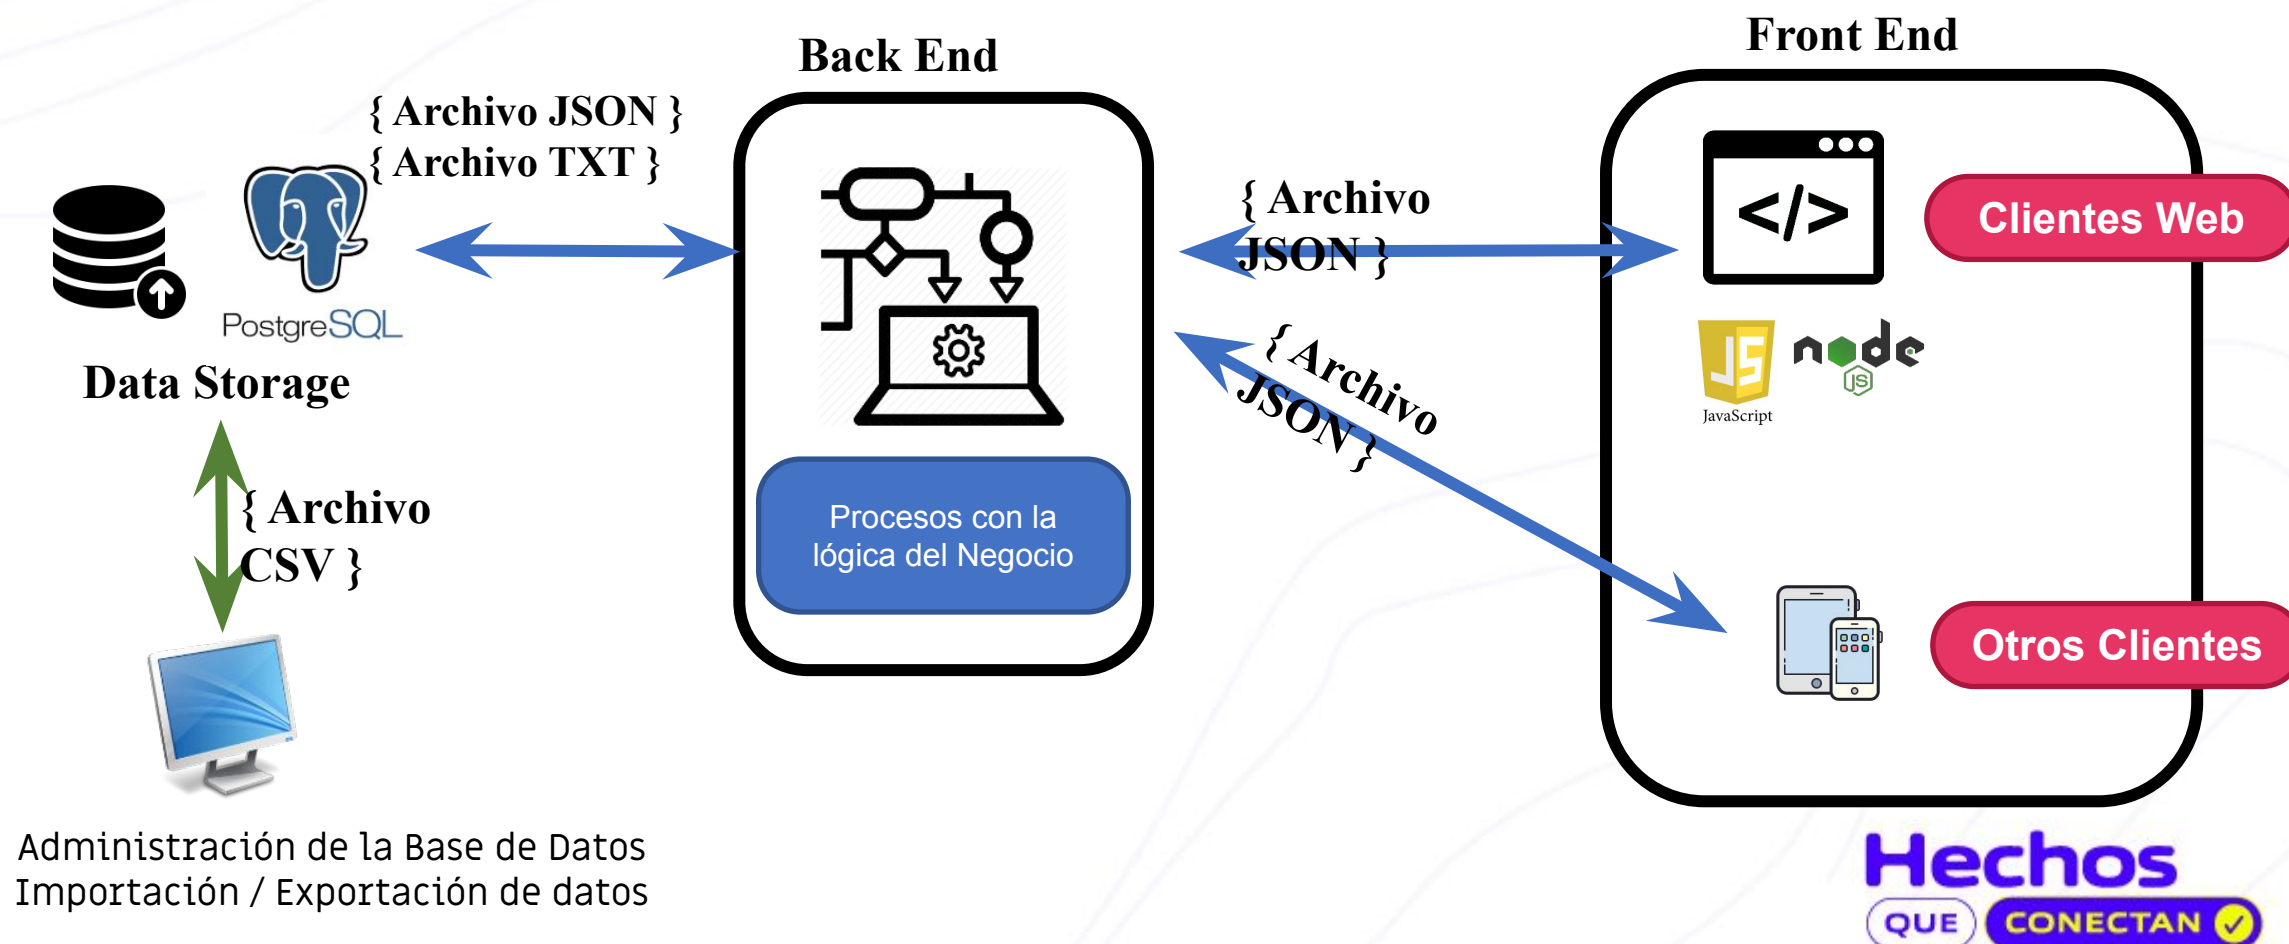 Back End
Front End
{ Archivo JSON }
{ Archivo TXT }
PostgreSQL
Data Storage
{ Archivo
CSV }
Administración de la Base de Datos
Importación / Exportación de datos
Procesos con la
lógica del Negocio
{ Archivo
JSON }
{ Archivo
JSON }
</>
Clientes Web
JS
JavaScript
node
JS
Otros Clientes
Hechos
QUE CONECTAN